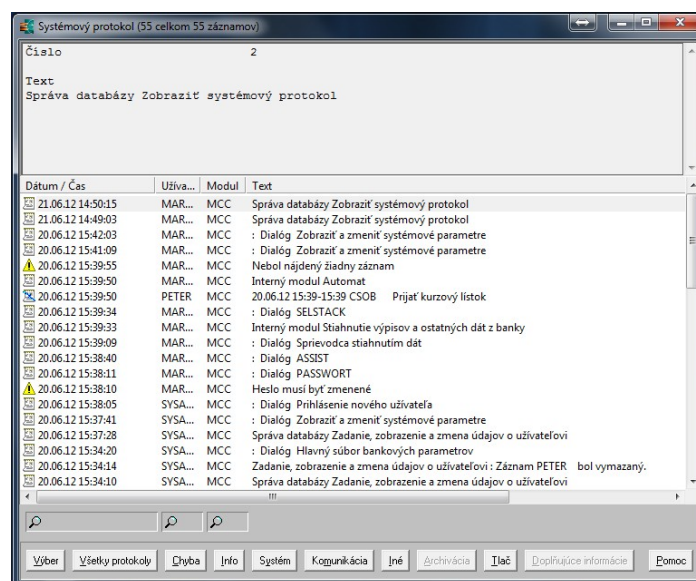 Systémový protokol (55 celkom 55 záznamov)
Číslo 2
Text
Správa databázy Zobraziť systémový protokol
Dátum / Čas Užíva... Modul Text
21.06.12 14:50:15 MAR... MCC Správa databázy Zobraziť systémový protokol
21.06.12 14:49:03 MAR... MCC Správa databázy Zobraziť systémový protokol
20.06.12 15:42:03 MAR... MCC : Dialóg Zobraziť a zmeniť systémové parametre
20.06.12 15:41:09 MAR... MCC : Dialóg Zobraziť a zmeniť systémové parametre
20.06.12 15:39:55 MAR... MCC Nebol nájdený žiadny záznam
20.06.12 15:39:50 MAR... MCC Interný modul Automat
20.06.12 15:39:50 PETER MCC 20.06.12 15:39-15:39 CSOB Prijať kurzový lístok
20.06.12 15:39:34 MAR... MCC : Dialóg SELSTACK
20.06.12 15:39:33 MAR... MCC Interný modul Stiahnutie výpisov a ostatných dát z banky
20.06.12 15:39:09 MAR... MCC : Dialóg Sprievodca stiahnutím dát
20.06.12 15:38:40 MAR... MCC : Dialóg ASSIST
20.06.12 15:38:11 MAR... MCC : Dialóg PASSWORT
20.06.12 15:38:10 MAR... MCC Heslo musí byť zmenené
20.06.12 15:38:05 SYSA... MCC : Dialóg Prihlásenie nového užívateľa
20.06.12 15:37:41 SYSA... MCC : Dialóg Zobraziť a zmeniť systémové parametre
20.06.12 15:37:28 SYSA... MCC Správa databázy Zadanie, zobrazenie a zmena údajov o užívateľovi
20.06.12 15:34:20 SYSA... MCC : Dialóg Hlavný súbor bankových parametrov
20.06.12 15:34:14 SYSA... MCC Zadanie, zobrazenie a zmena údajov o užívateľovi : Záznam PETER bol vymazaný.
20.06.12 15:34:10 SYSA... MCC Správa databázy Zadanie, zobrazenie a zmena údajov o užívateľovi
Výber Všetky protokoly Chyba Info Systém Komunikácia Iné Archivácia Tlač Doplňujúce informácie Pomoc